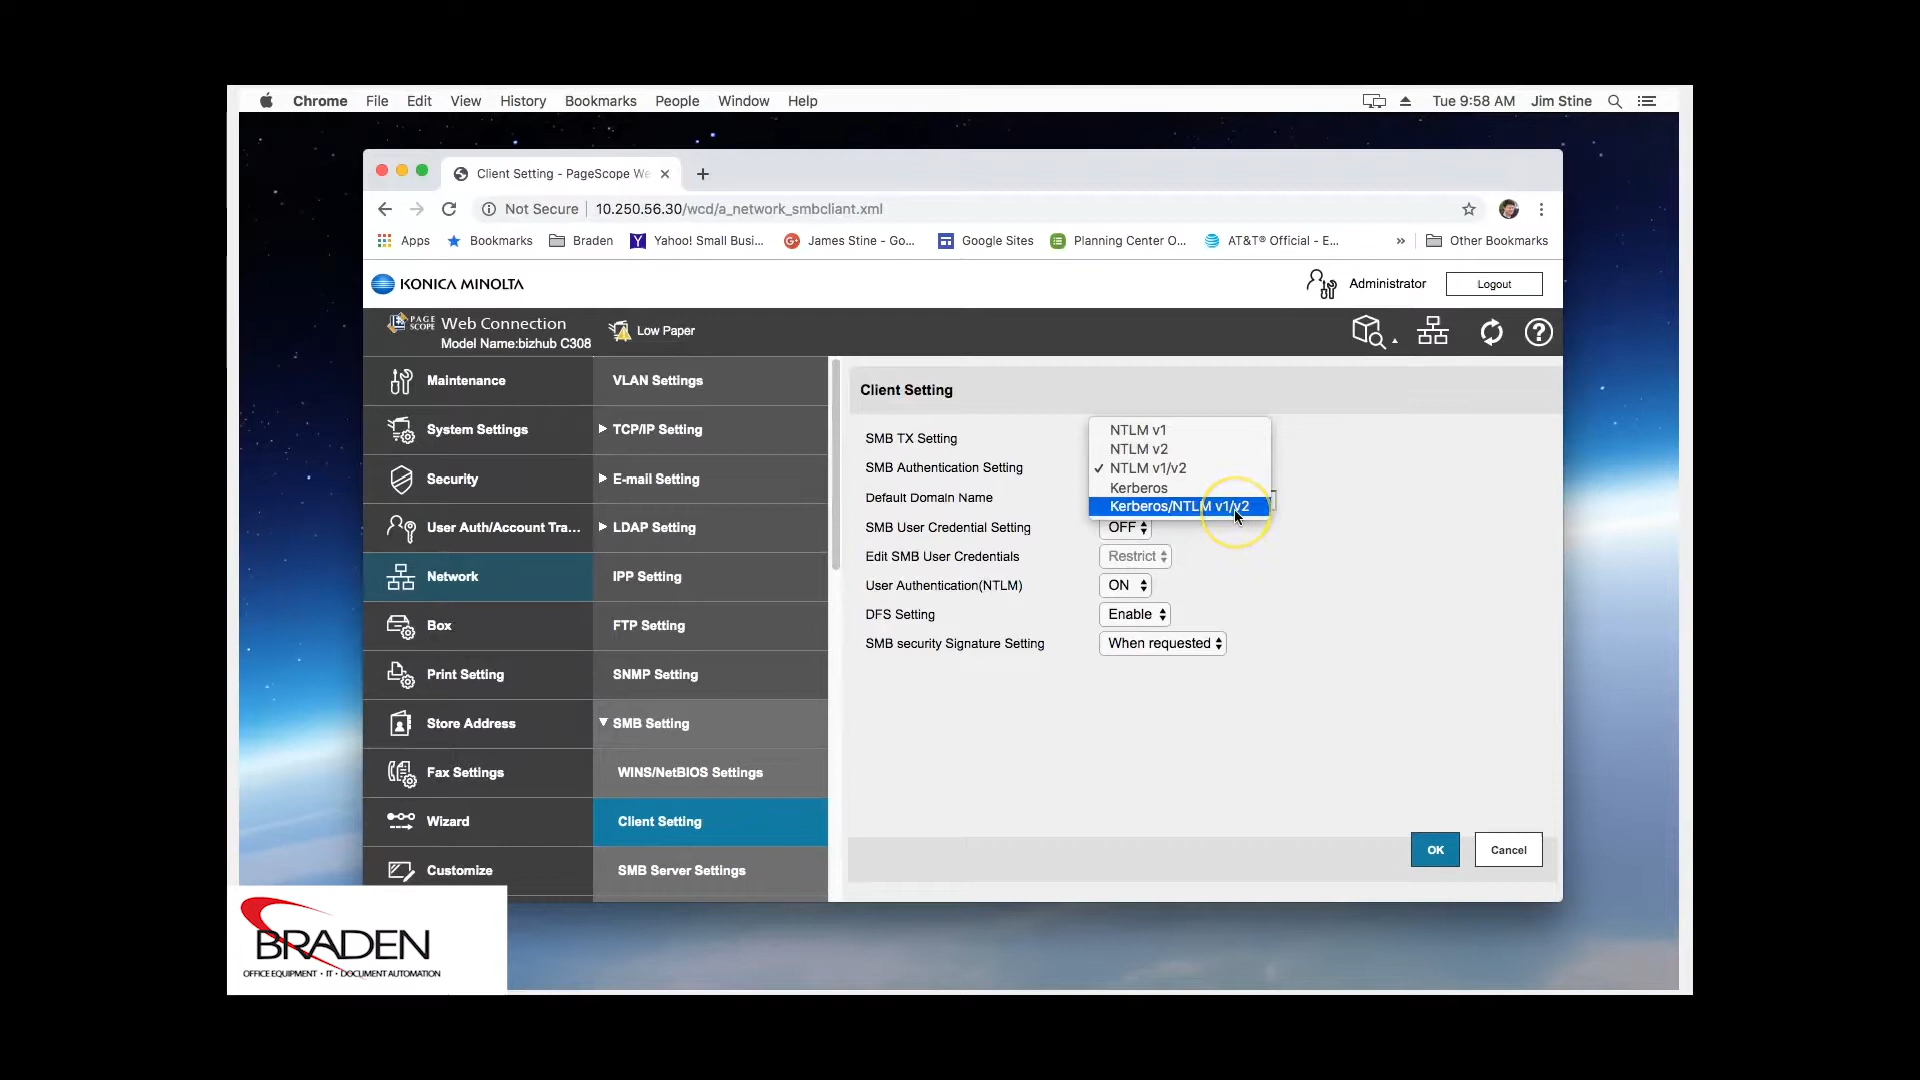 Chrome File Edit View History Bookmarks People Window Help Tue 9:58 AM Jim Stine
Client Setting - PageScope We
Not Secure 10.250.56.30/wcd/a_network_smbcliant.xml
Apps Bookmarks Braden Yahoo! Small Busi... James Stine - Go... Google Sites Planning Center O... AT&T® Official - E... » Other Bookmarks
KONICA MINOLTA Administrator Logout
PAGE SCOPE Web Connection Low Paper
Model Name:bizhub C308
Maintenance
System Settings
Security
User Auth/Account Tra...
Network
Box
Print Setting
Store Address
Fax Settings
Wizard
Customize
VLAN Settings
TCP/IP Setting
E-mail Setting
LDAP Setting
IPP Setting
FTP Setting
SNMP Setting
SMB Setting
WINS/NetBIOS Settings
Client Setting
SMB Server Settings
Client Setting
SMB TX Setting
SMB Authentication Setting
Default Domain Name
SMB User Credential Setting OFF
Edit SMB User Credentials Restrict
User Authentication(NTLM) ON
DFS Setting Enable
SMB security Signature Setting When requested
NTLM v1
NTLM v2
✓ NTLM v1/v2
Kerberos
Kerberos/NTLM v1/v2
OK Cancel
BRADEN
OFFICE EQUIPMENT • IT • DOCUMENT AUTOMATION